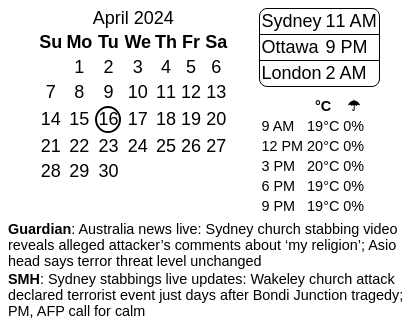 April 2024
Su Mo Tu We Th Fr Sa
1 2 3 4 5 6
7 8 9 10 11 12 13
14 15 16 17 18 19 20
21 22 23 24 25 26 27
28 29 30
Sydney 11 AM
Ottawa 9 PM
London 2 AM
°C ☂
9 AM 19°C 0%
12 PM 20°C 0%
3 PM 20°C 0%
6 PM 19°C 0%
9 PM 19°C 0%
Guardian: Australia news live: Sydney church stabbing video
reveals alleged attacker’s comments about ‘my religion’; Asio
head says terror threat level unchanged
SMH: Sydney stabbings live updates: Wakeley church attack
declared terrorist event just days after Bondi Junction tragedy;
PM, AFP call for calm